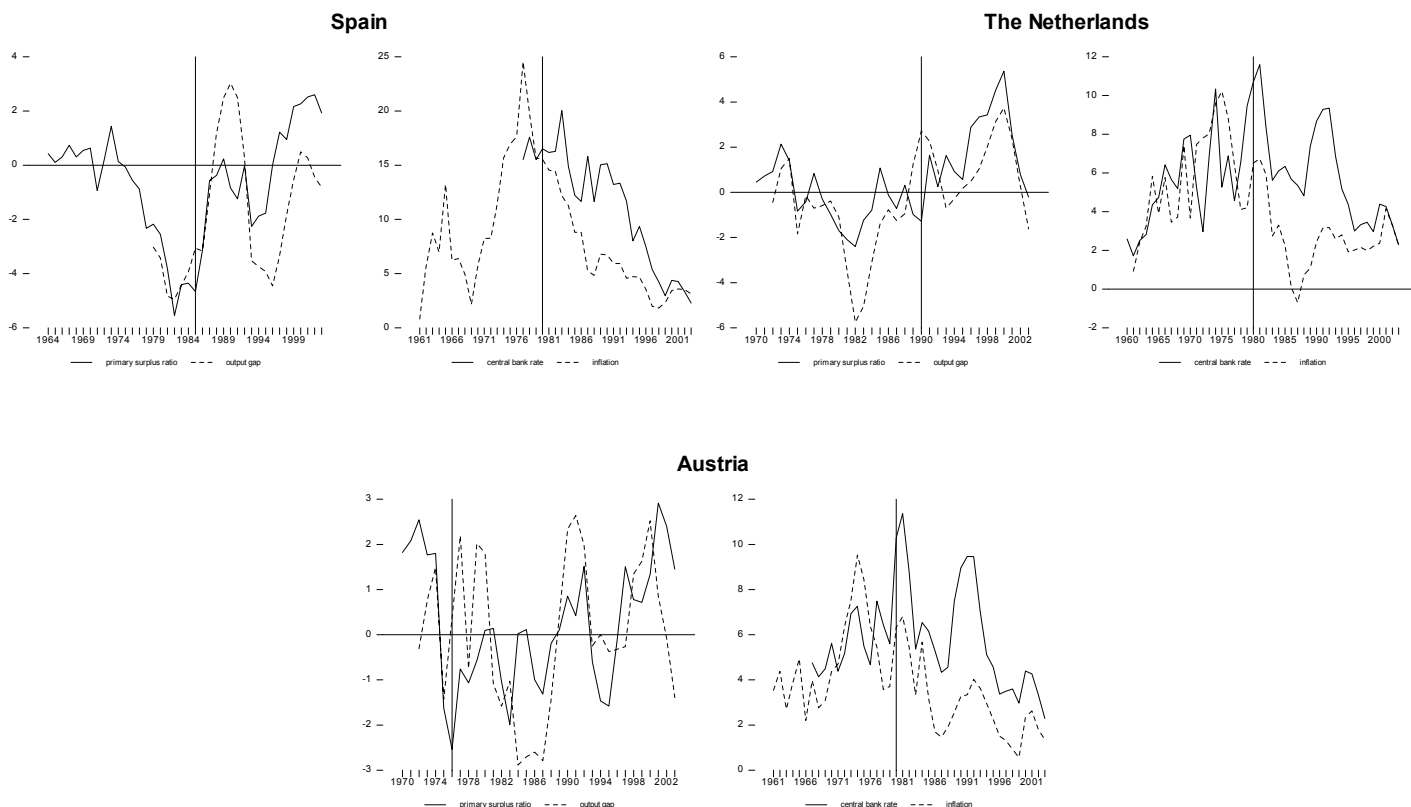 Spain
The Netherlands
4
2
0
-2
-4
-6
1964 1969 1974 1979 1984 1989 1994 1999
primary surplus ratio output gap
25
20
15
10
5
0
1961 1966 1971 1976 1981 1986 1991 1996 2001
central bank rate inflation
6
4
2
0
-2
-4
-6
1970 1974 1978 1982 1986 1990 1994 1998 2002
primary surplus ratio output gap
12
10
8
6
4
2
0
-2
1960 1965 1970 1975 1980 1985 1990 1995 2000
central bank rate inflation
Austria
3
2
1
0
-1
-2
-3
1970 1974 1978 1982 1986 1990 1994 1998 2002
primary surplus ratio output gap
12
10
8
6
4
2
0
1961 1966 1971 1976 1981 1986 1991 1996 2001
central bank rate inflation